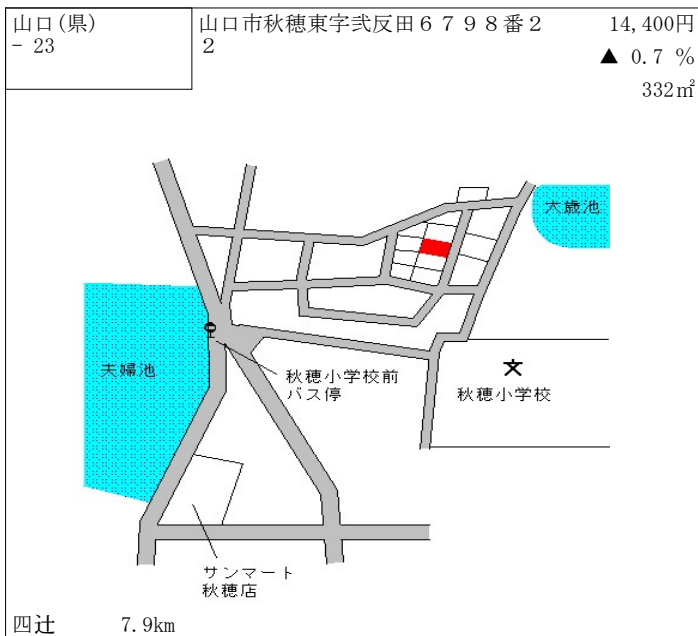 山口(県)
- 23
山口市秋穂東字弐反田６７９８番２
２
14,400円
▲ 0.7 %
332㎡
大歳池
夫婦池
秋穂小学校前
バス停
文
秋穂小学校
サンマート
秋穂店
四辻 7.9km